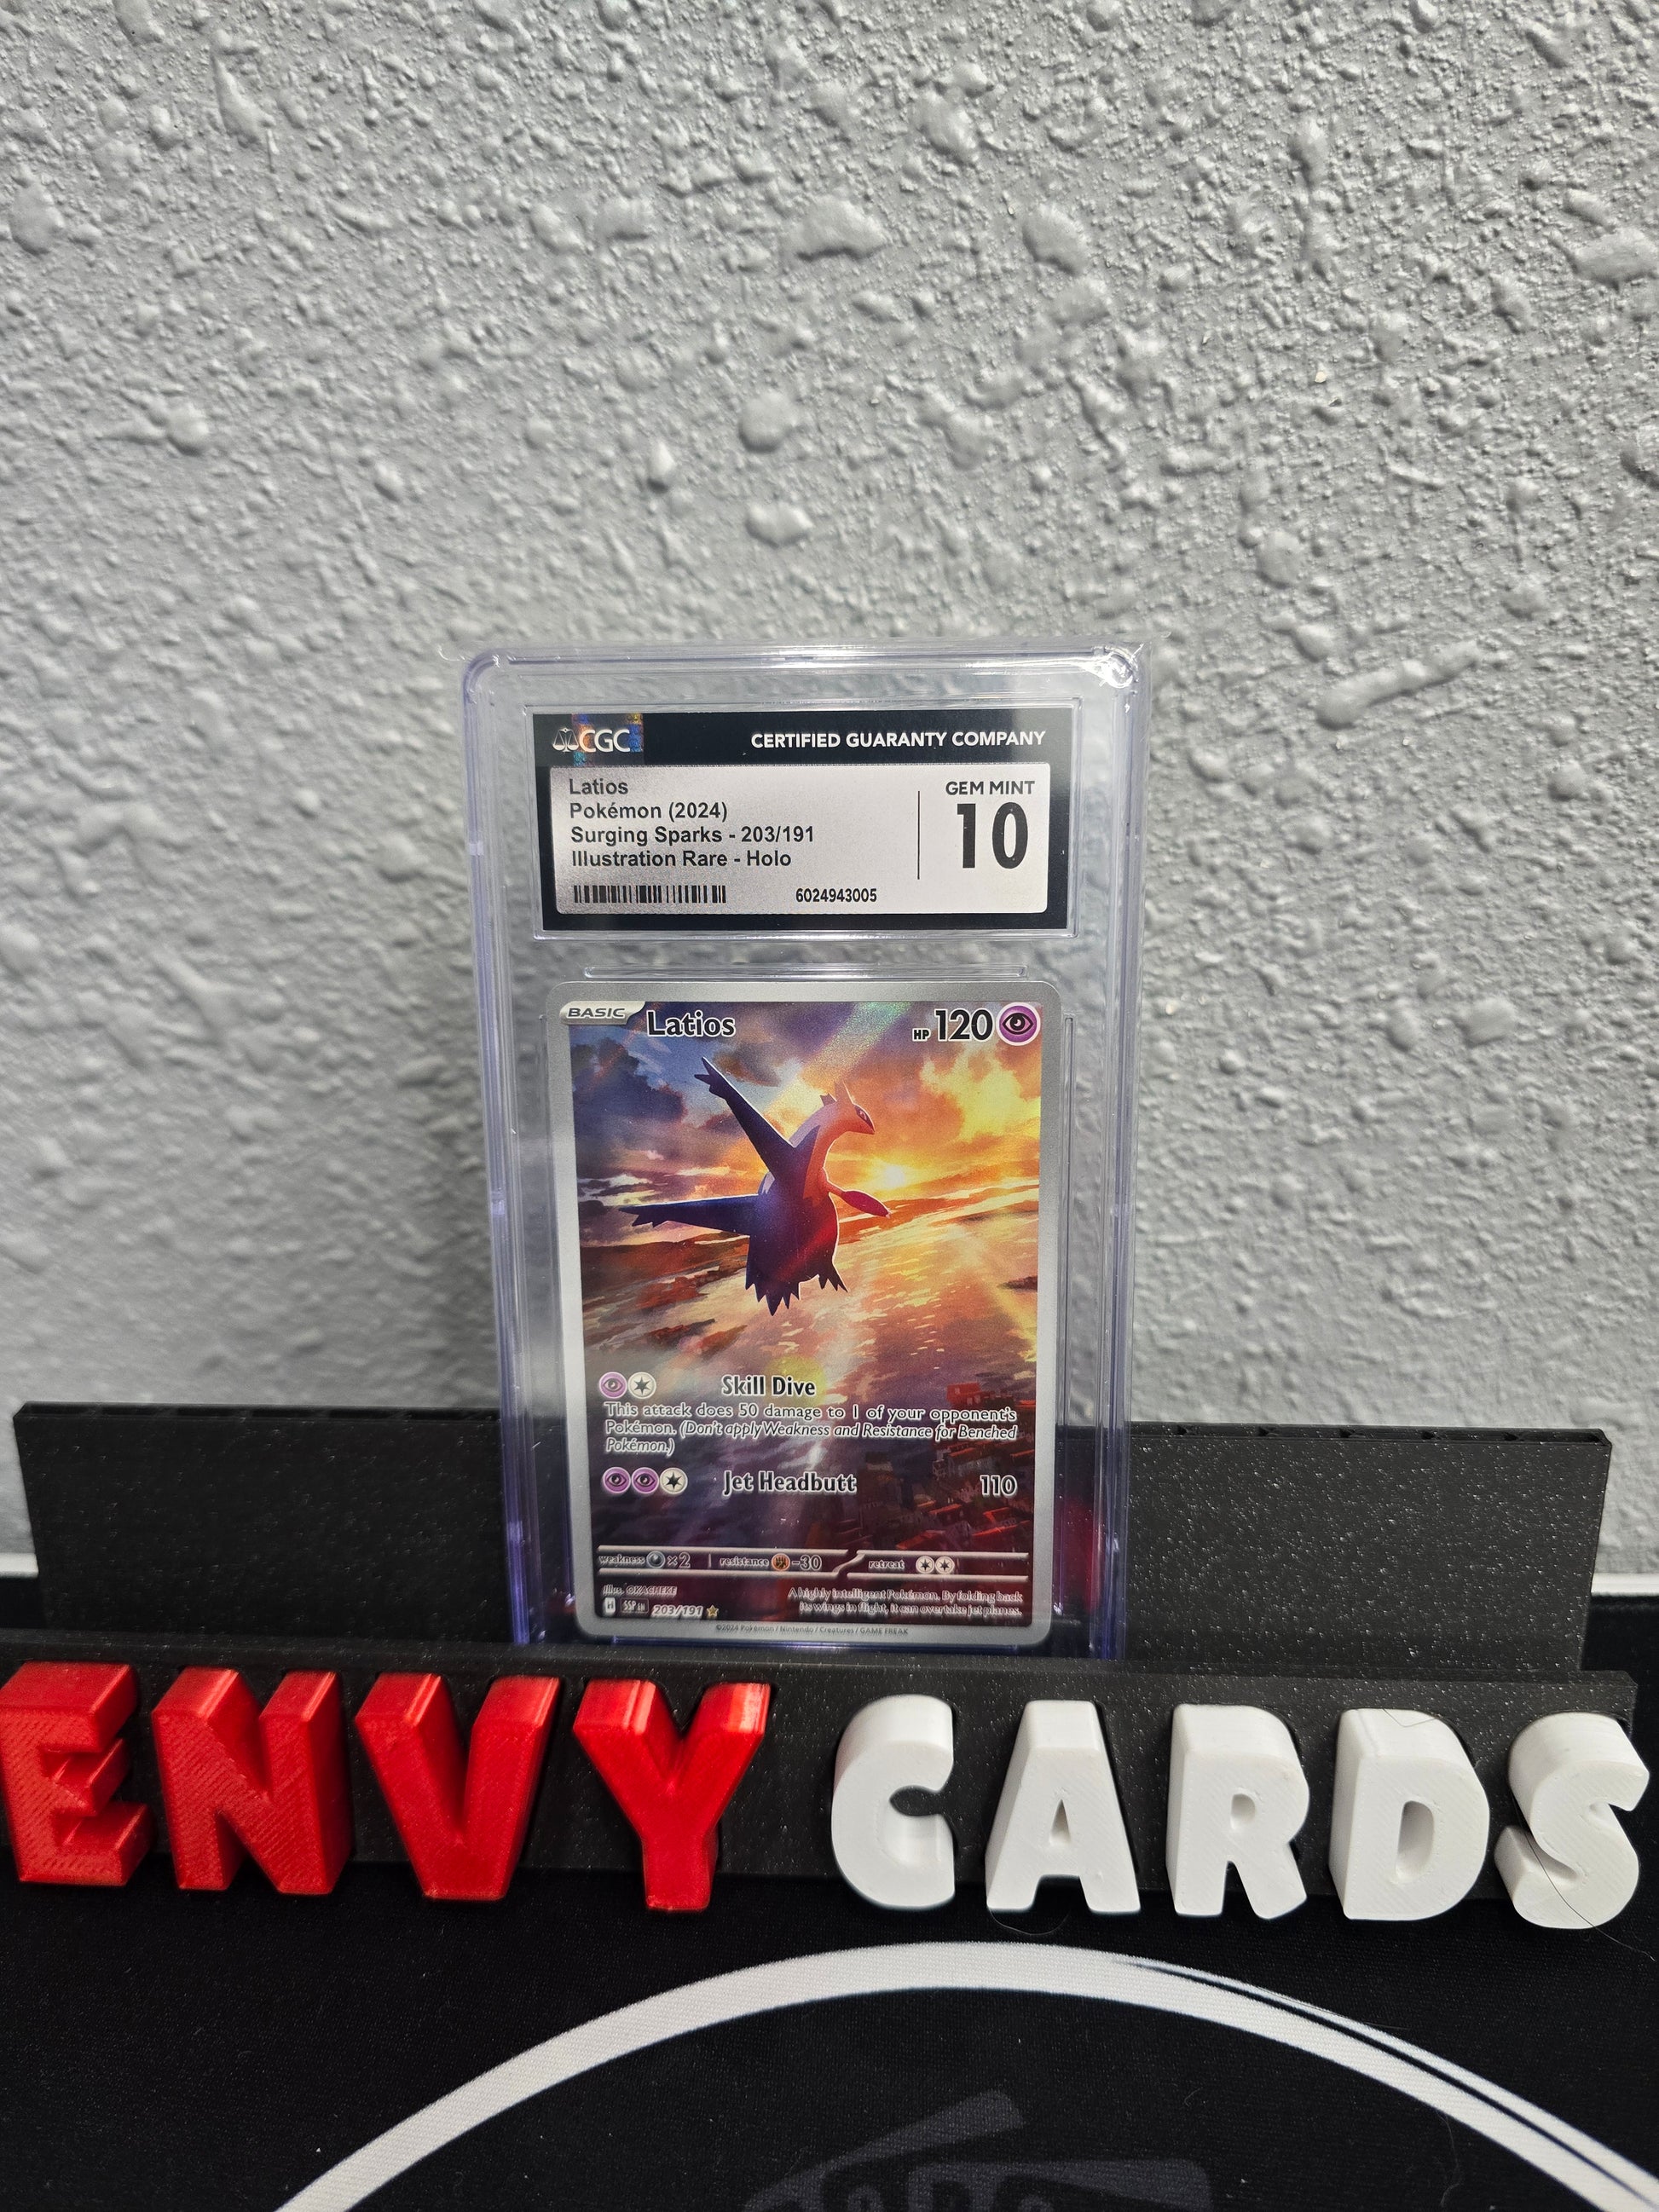 CGC
CERTIFIED GUARANTY COMPANY
Latios
Pokémon (2024)
Surging Sparks - 203/191
Illustration Rare - Holo
GEM MINT
10
6024943005
BASIC
Latios
HP 120
Skill Dive
This attack does 50 damage to 1 of your opponent's
Pokémon. (Don't apply Weakness and Resistance for Benched
Pokémon.)
Jet Headbutt 110
weakness ×2 resistance -30 retreat
Illus. OKACHEKE
A highly intelligent Pokémon. By folding back
its wings in flight, it can overtake jet planes.
H SSP EN 203/191
©2024 Pokémon / Nintendo / Creatures / GAME FREAK
ENVY CARDS